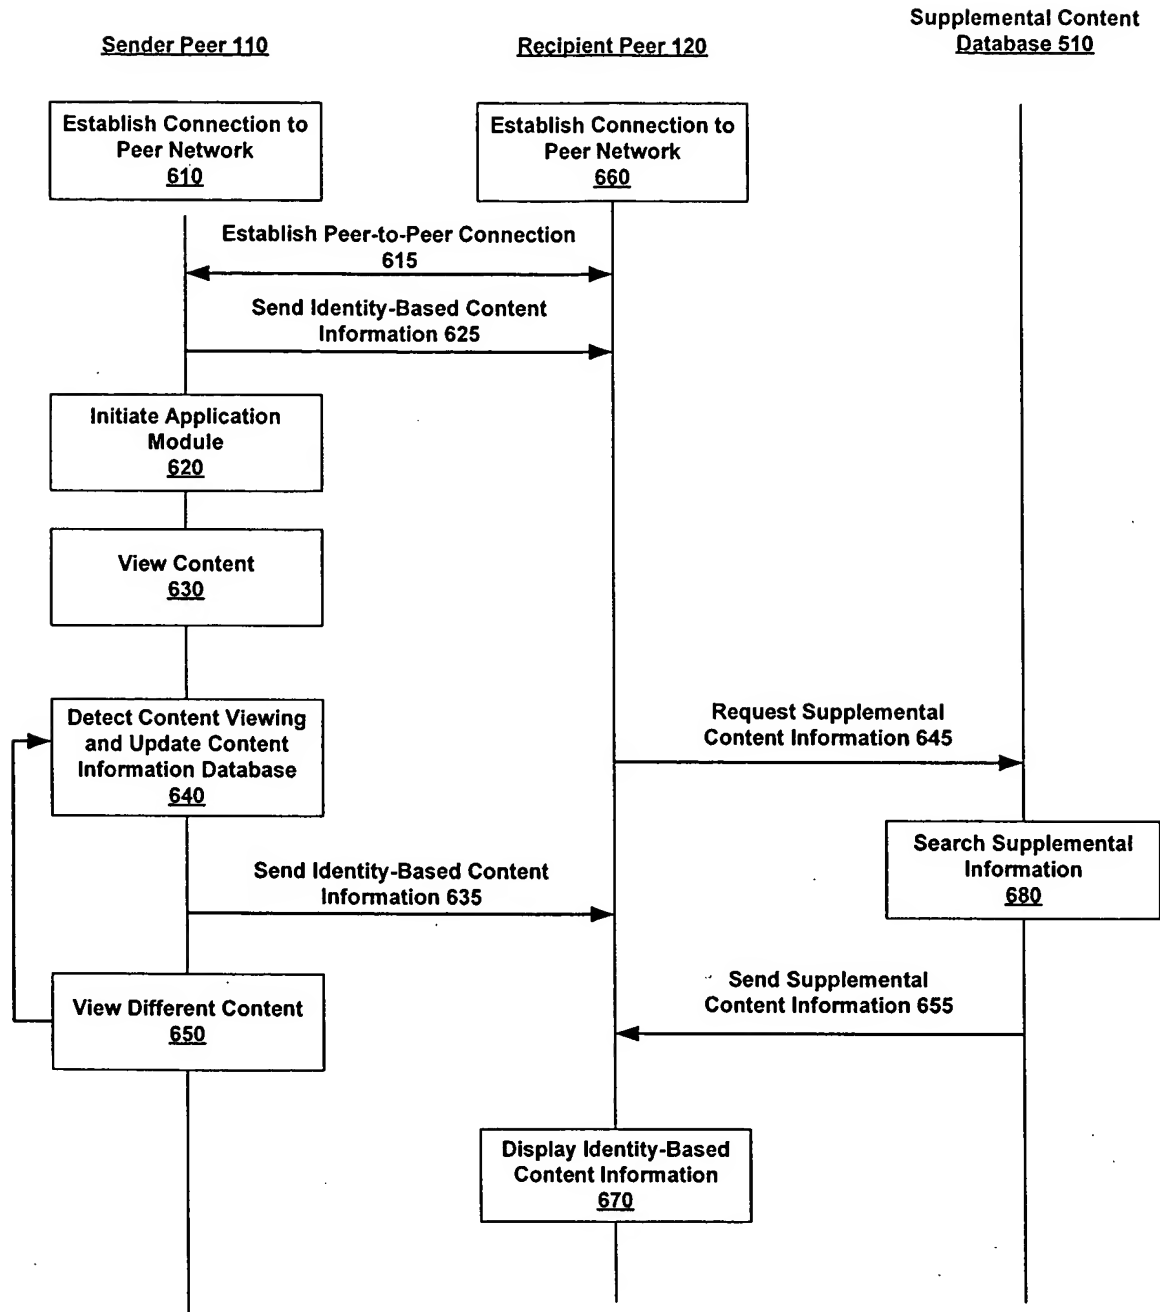 Sender Peer 110
Recipient Peer 120
Supplemental Content
Database 510
Establish Connection to
Peer Network
610
Establish Connection to
Peer Network
660
Establish Peer-to-Peer Connection
615
Send Identity-Based Content
Information 625
Initiate Application
Module
620
View Content
630
Detect Content Viewing
and Update Content
Information Database
640
Request Supplemental
Content Information 645
Search Supplemental
Information
680
Send Identity-Based Content
Information 635
Send Supplemental
Content Information 655
View Different Content
650
Display Identity-Based
Content Information
670